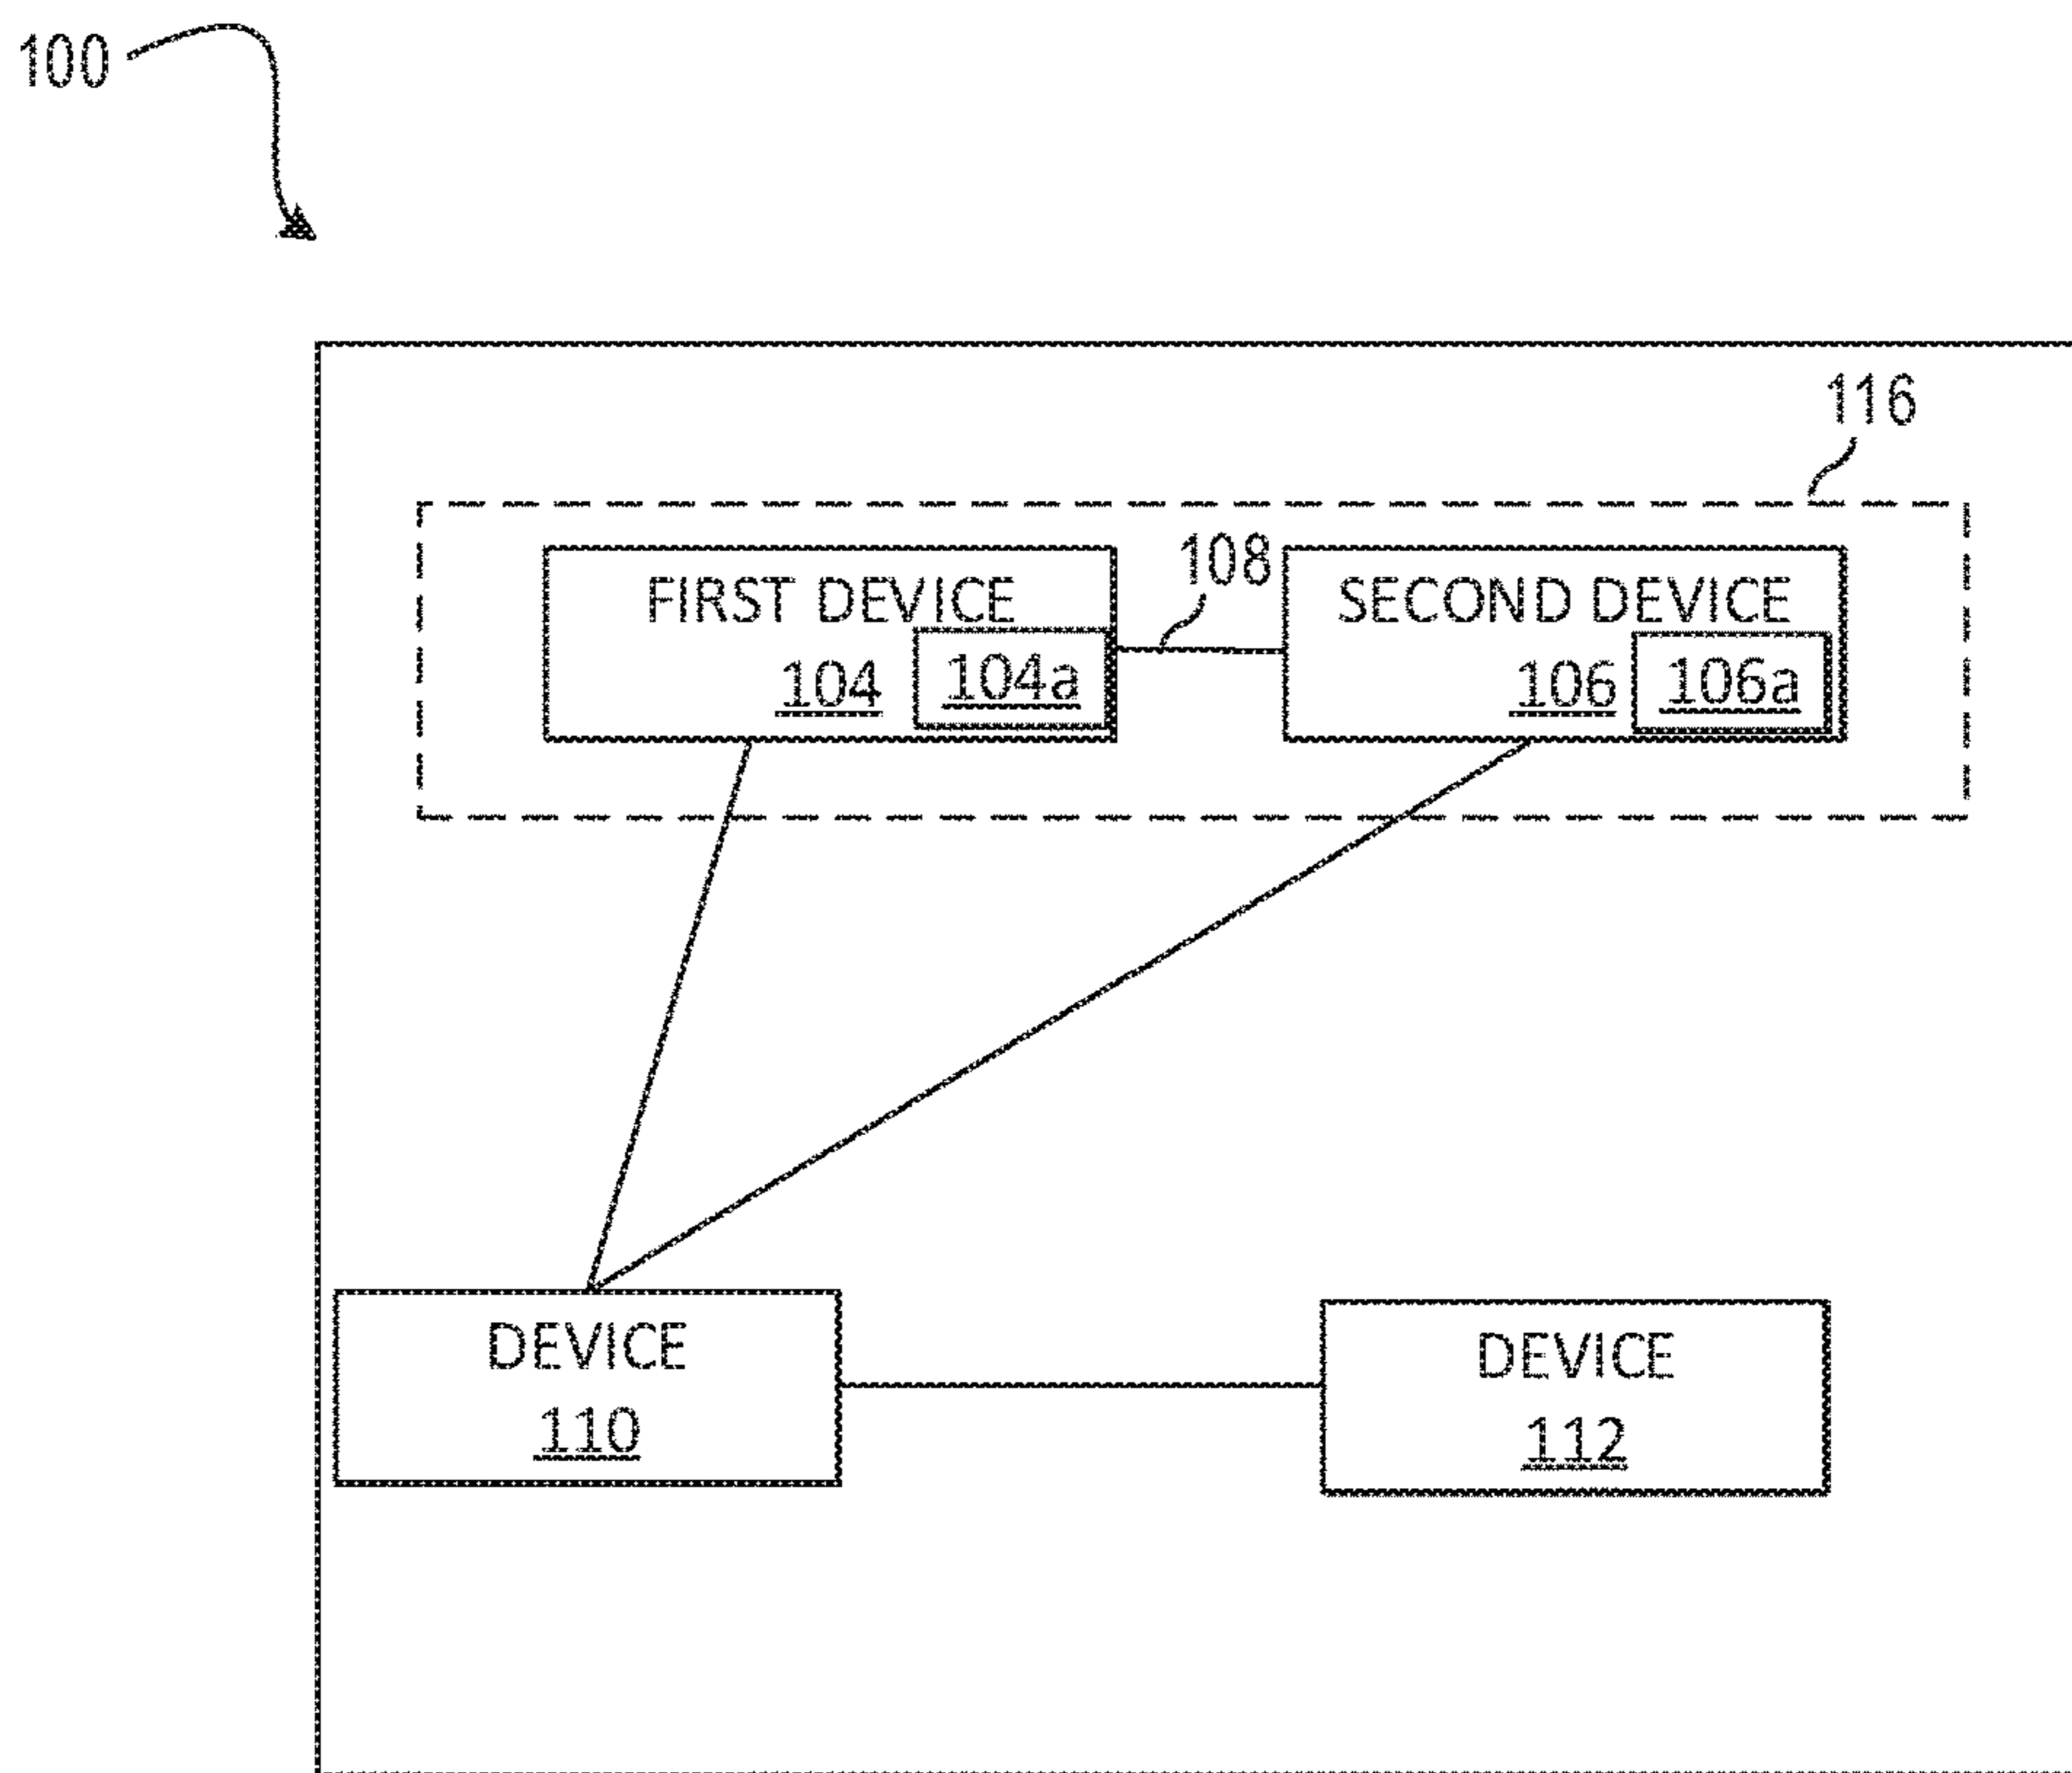 100
116
108
FIRST DEVICE
104
104a
SECOND DEVICE
106
106a
DEVICE
110
DEVICE
112